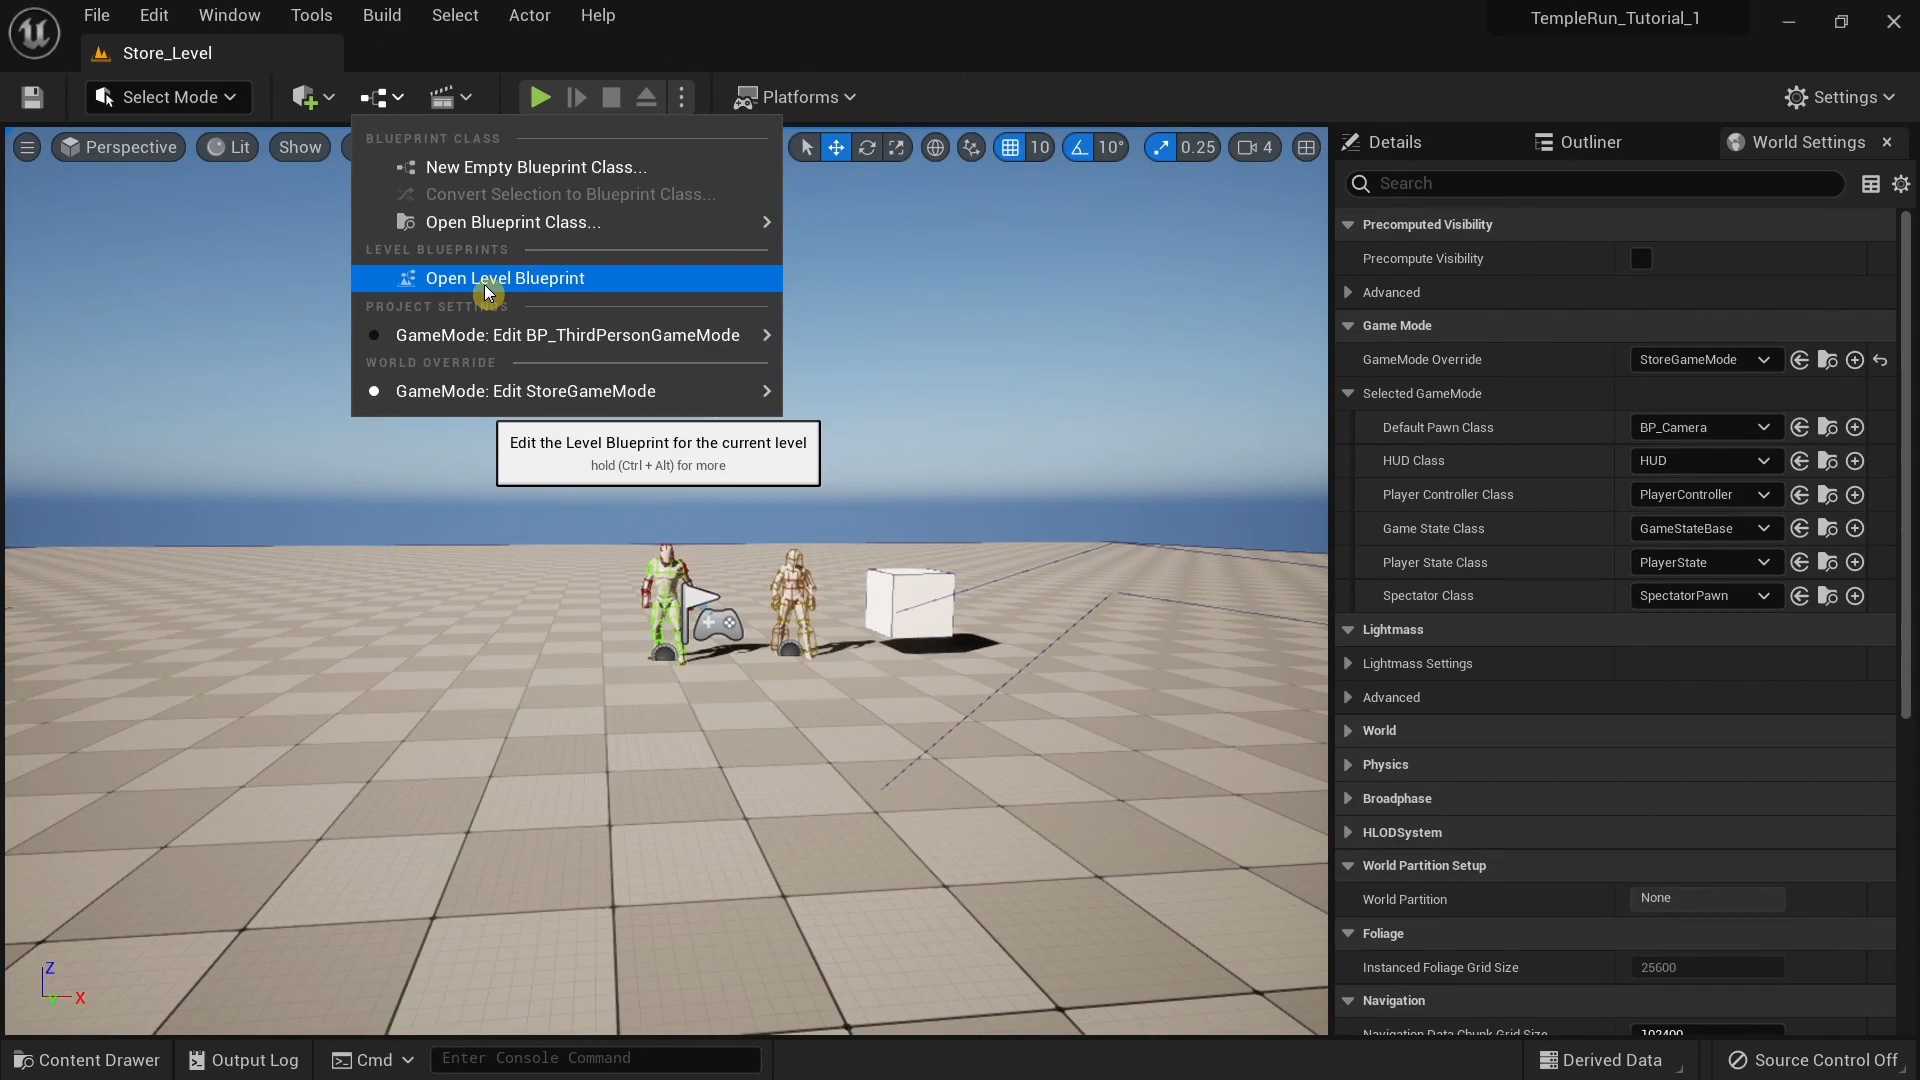 File Edit Window Tools Build Select Actor Help
TempleRun_Tutorial_1
Store_Level
Select Mode
Platforms
Settings
Perspective Lit Show
10 10° 0.25 4
BLUEPRINT CLASS
New Empty Blueprint Class...
Convert Selection to Blueprint Class...
Open Blueprint Class...
LEVEL BLUEPRINTS
Open Level Blueprint
PROJECT SETTINGS
GameMode: Edit BP_ThirdPersonGameMode
WORLD OVERRIDE
GameMode: Edit StoreGameMode
Edit the Level Blueprint for the current level
hold (Ctrl + Alt) for more
Z
Y
X
Details Outliner World Settings
Search
Precomputed Visibility
Precompute Visibility
Advanced
Game Mode
GameMode Override StoreGameMode
Selected GameMode
Default Pawn Class BP_Camera
HUD Class HUD
Player Controller Class PlayerController
Game State Class GameStateBase
Player State Class PlayerState
Spectator Class SpectatorPawn
Lightmass
Lightmass Settings
Advanced
World
Physics
Broadphase
HLODSystem
World Partition Setup
World Partition None
Foliage
Instanced Foliage Grid Size 25600
Navigation
Navigation Data Chunk Grid Size 102400
Content Drawer Output Log Cmd Enter Console Command Derived Data Source Control Off